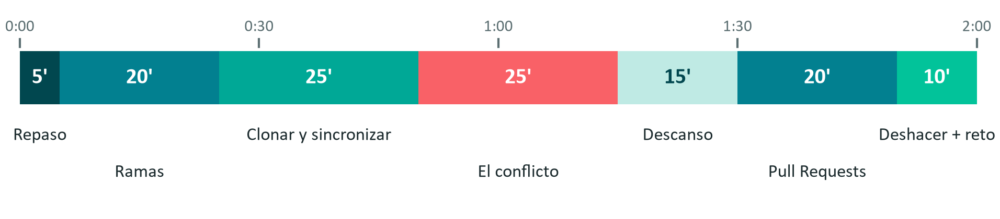 0:00 0:30 1:00 1:30 2:00
5' 20' 25' 25' 15' 20' 10'
Repaso Clonar y sincronizar Descanso Deshacer + reto
Ramas El conflicto Pull Requests